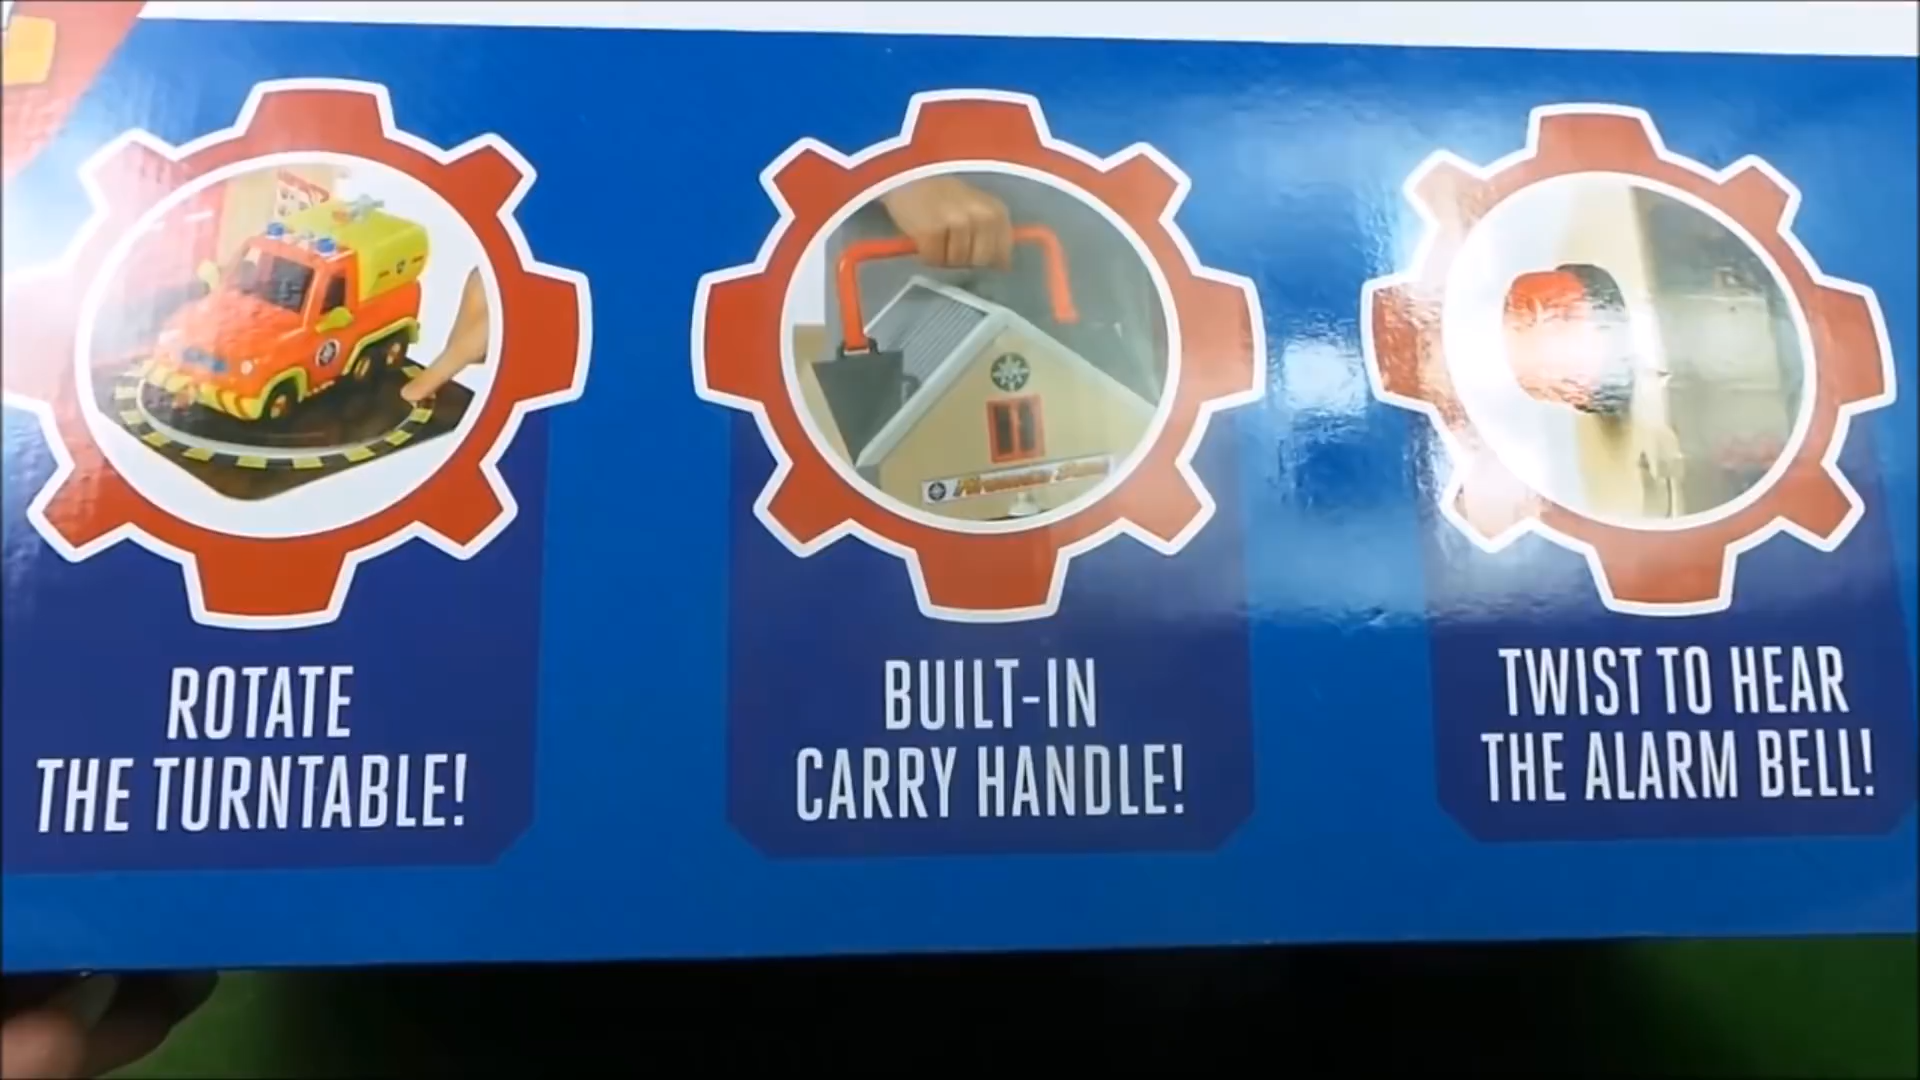 ROTATE
THE TURNTABLE!
BUILT-IN
CARRY HANDLE!
TWIST TO HEAR
THE ALARM BELL!